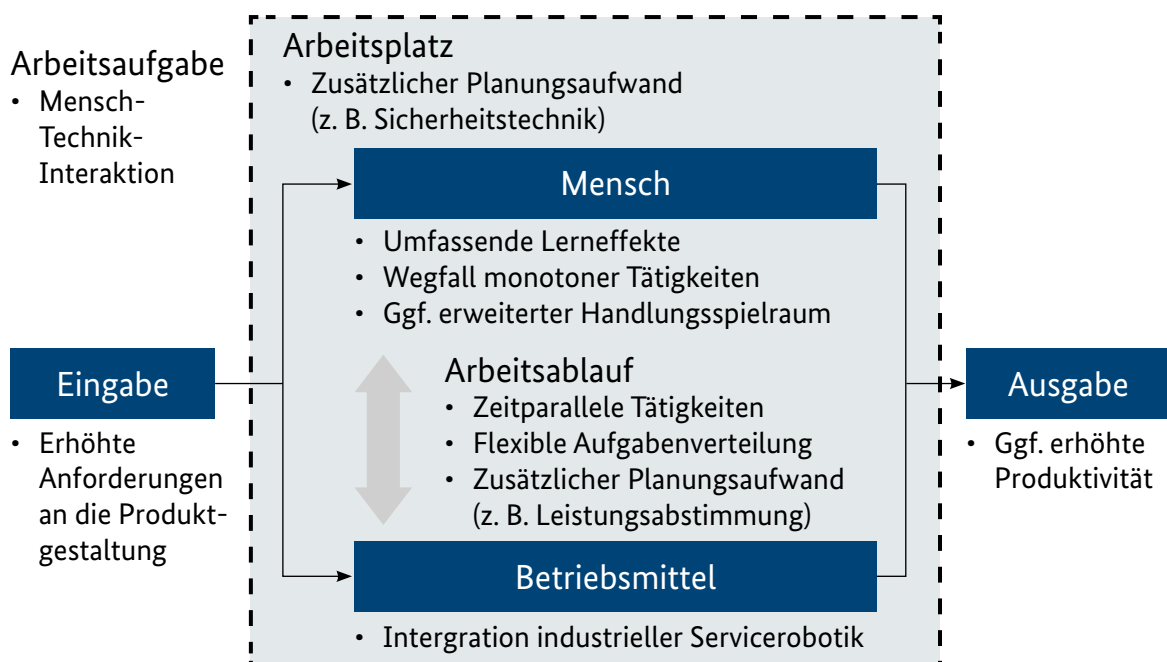 Arbeitsaufgabe
• Mensch-
Technik-
Interaktion
Arbeitsplatz
• Zusätzlicher Planungsaufwand
(z. B. Sicherheitstechnik)
Mensch
• Umfassende Lerneffekte
• Wegfall monotoner Tätigkeiten
• Ggf. erweiterter Handlungsspielraum
Eingabe
• Erhöhte
Anforderungen
an die Produkt-
gestaltung
Arbeitsablauf
• Zeitparallele Tätigkeiten
• Flexible Aufgabenverteilung
• Zusätzlicher Planungsaufwand
(z. B. Leistungsabstimmung)
Ausgabe
• Ggf. erhöhte
Produktivität
Betriebsmittel
• Intergration industrieller Servicerobotik